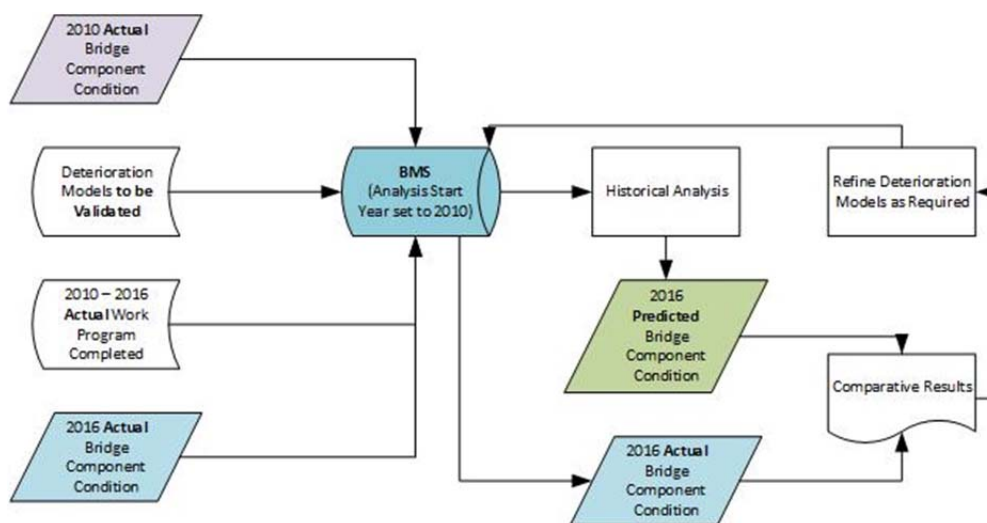 2010 Actual
Bridge
Component
Condition
Deterioration
Models to be
Validated
2010 – 2016
Actual Work
Program
Completed
2016 Actual
Bridge
Component
Condition
BMS
(Analysis Start
Year set to 2010)
Historical Analysis
Refine Deterioration
Models as Required
2016
Predicted
Bridge
Component
Condition
Comparative Results
2016 Actual
Bridge
Component
Condition